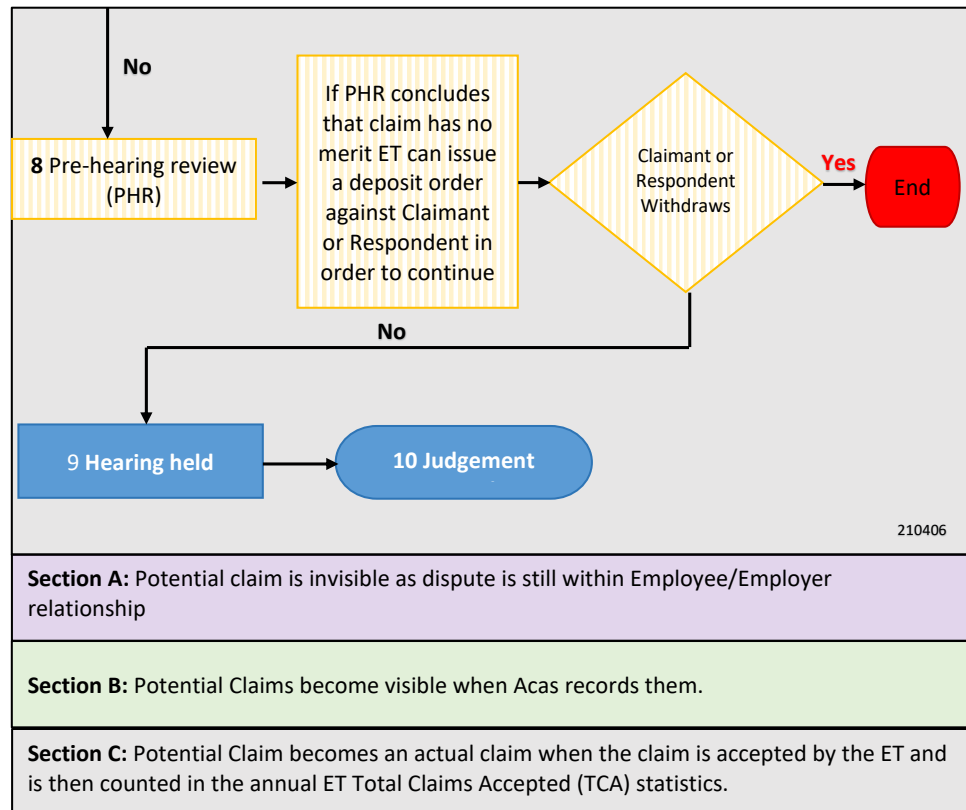 No
8 Pre-hearing review
(PHR)
If PHR concludes
that claim has no
merit ET can issue
a deposit order
against Claimant
or Respondent in
order to continue
Claimant or
Respondent
Withdraws
Yes
End
No
9 Hearing held
10 Judgement
210406
Section A: Potential claim is invisible as dispute is still within Employee/Employer
relationship
Section B: Potential Claims become visible when Acas records them.
Section C: Potential Claim becomes an actual claim when the claim is accepted by the ET and
is then counted in the annual ET Total Claims Accepted (TCA) statistics.